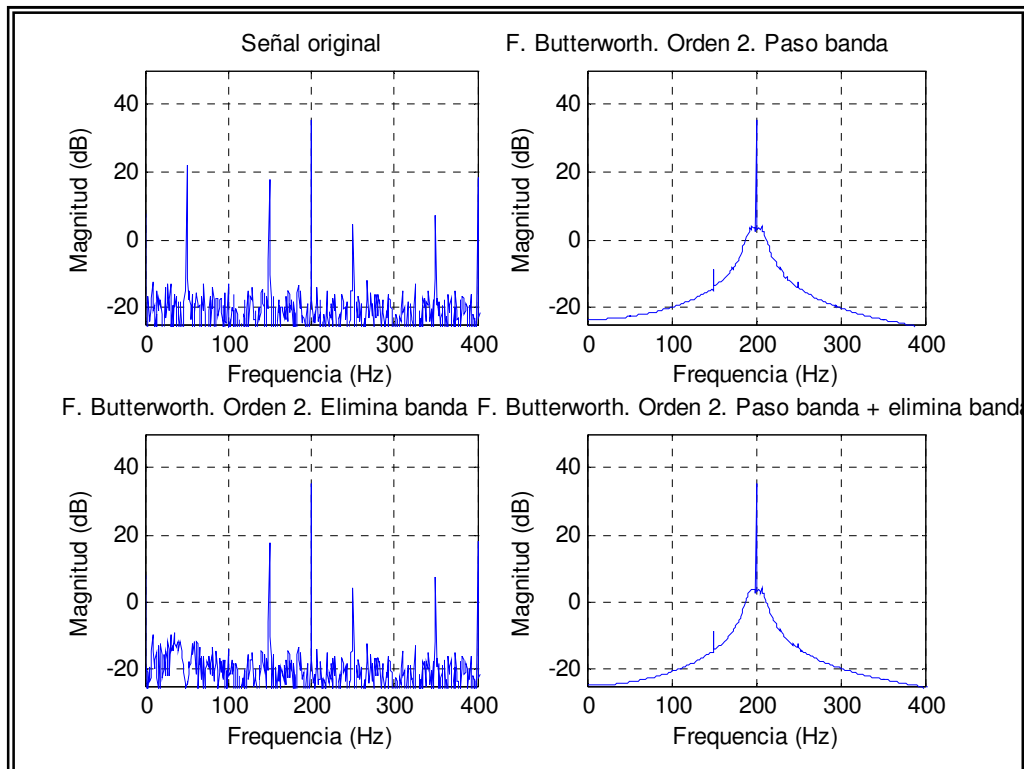 Señal original
F. Butterworth. Orden 2. Paso banda
Magnitud (dB)
40
20
0
-20
0 100 200 300 400
Frequencia (Hz)
Magnitud (dB)
40
20
0
-20
0 100 200 300 400
Frequencia (Hz)
F. Butterworth. Orden 2. Elimina banda
F. Butterworth. Orden 2. Paso banda + elimina banda
Magnitud (dB)
40
20
0
-20
0 100 200 300 400
Frequencia (Hz)
Magnitud (dB)
40
20
0
-20
0 100 200 300 400
Frequencia (Hz)